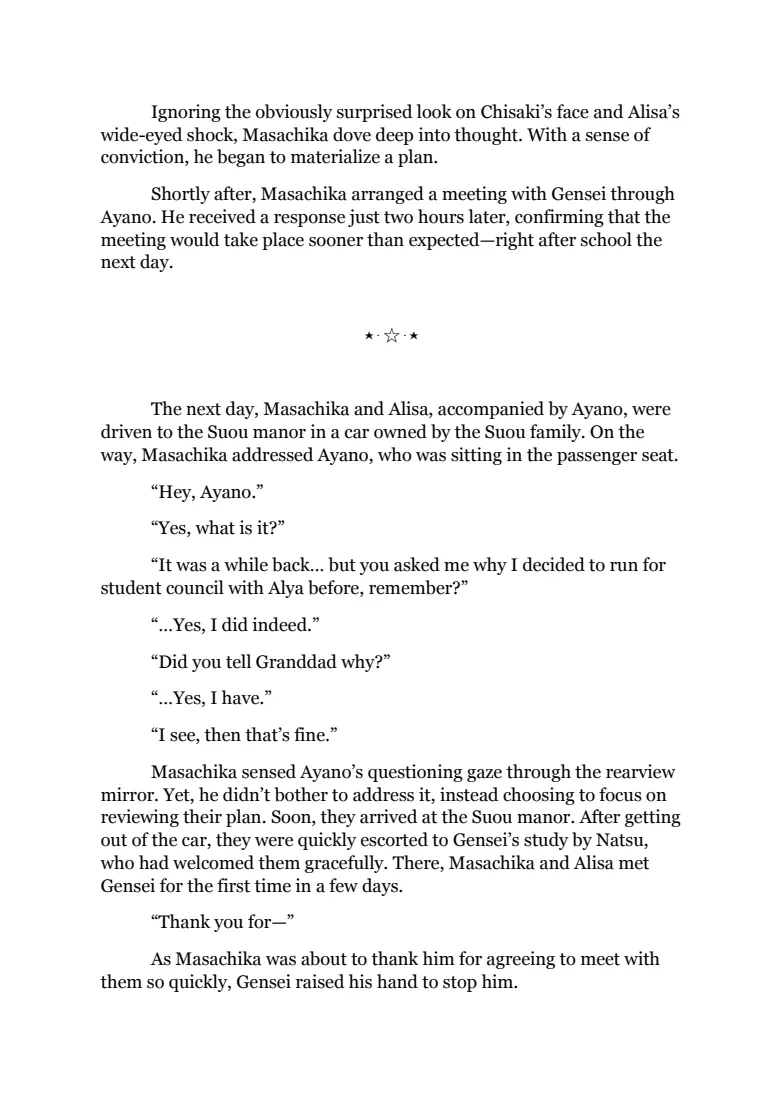 Ignoring the obviously surprised look on Chisaki’s face and Alisa’s
wide-eyed shock, Masachika dove deep into thought. With a sense of
conviction, he began to materialize a plan.
Shortly after, Masachika arranged a meeting with Gensei through
Ayano. He received a response just two hours later, confirming that the
meeting would take place sooner than expected—right after school the
next day.
⋆·☆·⋆
The next day, Masachika and Alisa, accompanied by Ayano, were
driven to the Suou manor in a car owned by the Suou family. On the
way, Masachika addressed Ayano, who was sitting in the passenger seat.
“Hey, Ayano.”
“Yes, what is it?”
“It was a while back... but you asked me why I decided to run for
student council with Alya before, remember?”
“...Yes, I did indeed.”
“Did you tell Granddad why?”
“...Yes, I have.”
“I see, then that’s fine.”
Masachika sensed Ayano’s questioning gaze through the rearview
mirror. Yet, he didn’t bother to address it, instead choosing to focus on
reviewing their plan. Soon, they arrived at the Suou manor. After getting
out of the car, they were quickly escorted to Gensei’s study by Natsu,
who had welcomed them gracefully. There, Masachika and Alisa met
Gensei for the first time in a few days.
“Thank you for—”
As Masachika was about to thank him for agreeing to meet with
them so quickly, Gensei raised his hand to stop him.